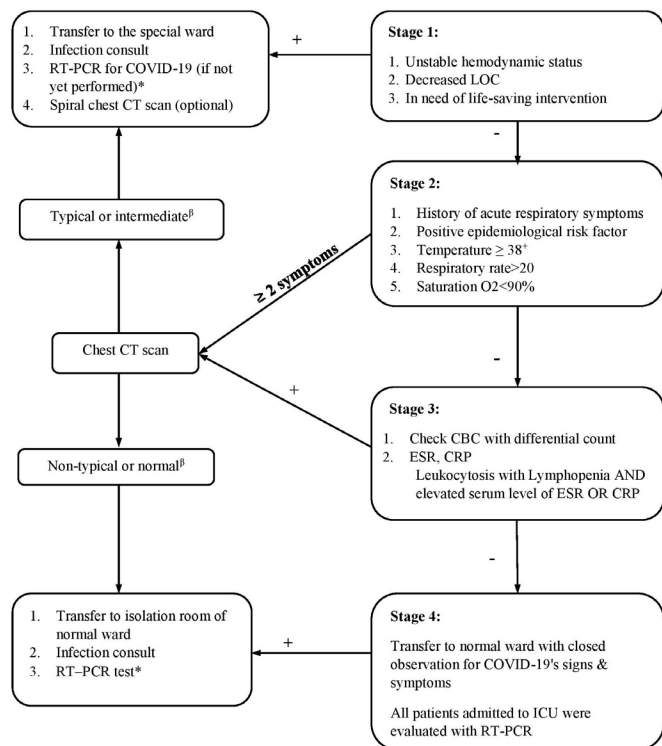 1. Transfer to the special ward
2. Infection consult
3. RT-PCR for COVID-19 (if not
yet performed)*
4. Spiral chest CT scan (optional)
+
Stage 1:
1. Unstable hemodynamic status
2. Decreased LOC
3. In need of life-saving intervention
-
Typical or intermediateᵝ
Stage 2:
1. History of acute respiratory symptoms
2. Positive epidemiological risk factor
3. Temperature ≥ 38⁺
4. Respiratory rate>20
5. Saturation O2<90%
≥ 2 symptoms
Chest CT scan
-
+
Non-typical or normalᵝ
Stage 3:
1. Check CBC with differential count
2. ESR, CRP
Leukocytosis with Lymphopenia AND
elevated serum level of ESR OR CRP
-
1. Transfer to isolation room of
normal ward
2. Infection consult
3. RT–PCR test*
+
Stage 4:
Transfer to normal ward with closed
observation for COVID-19's signs &
symptoms
All patients admitted to ICU were
evaluated with RT-PCR